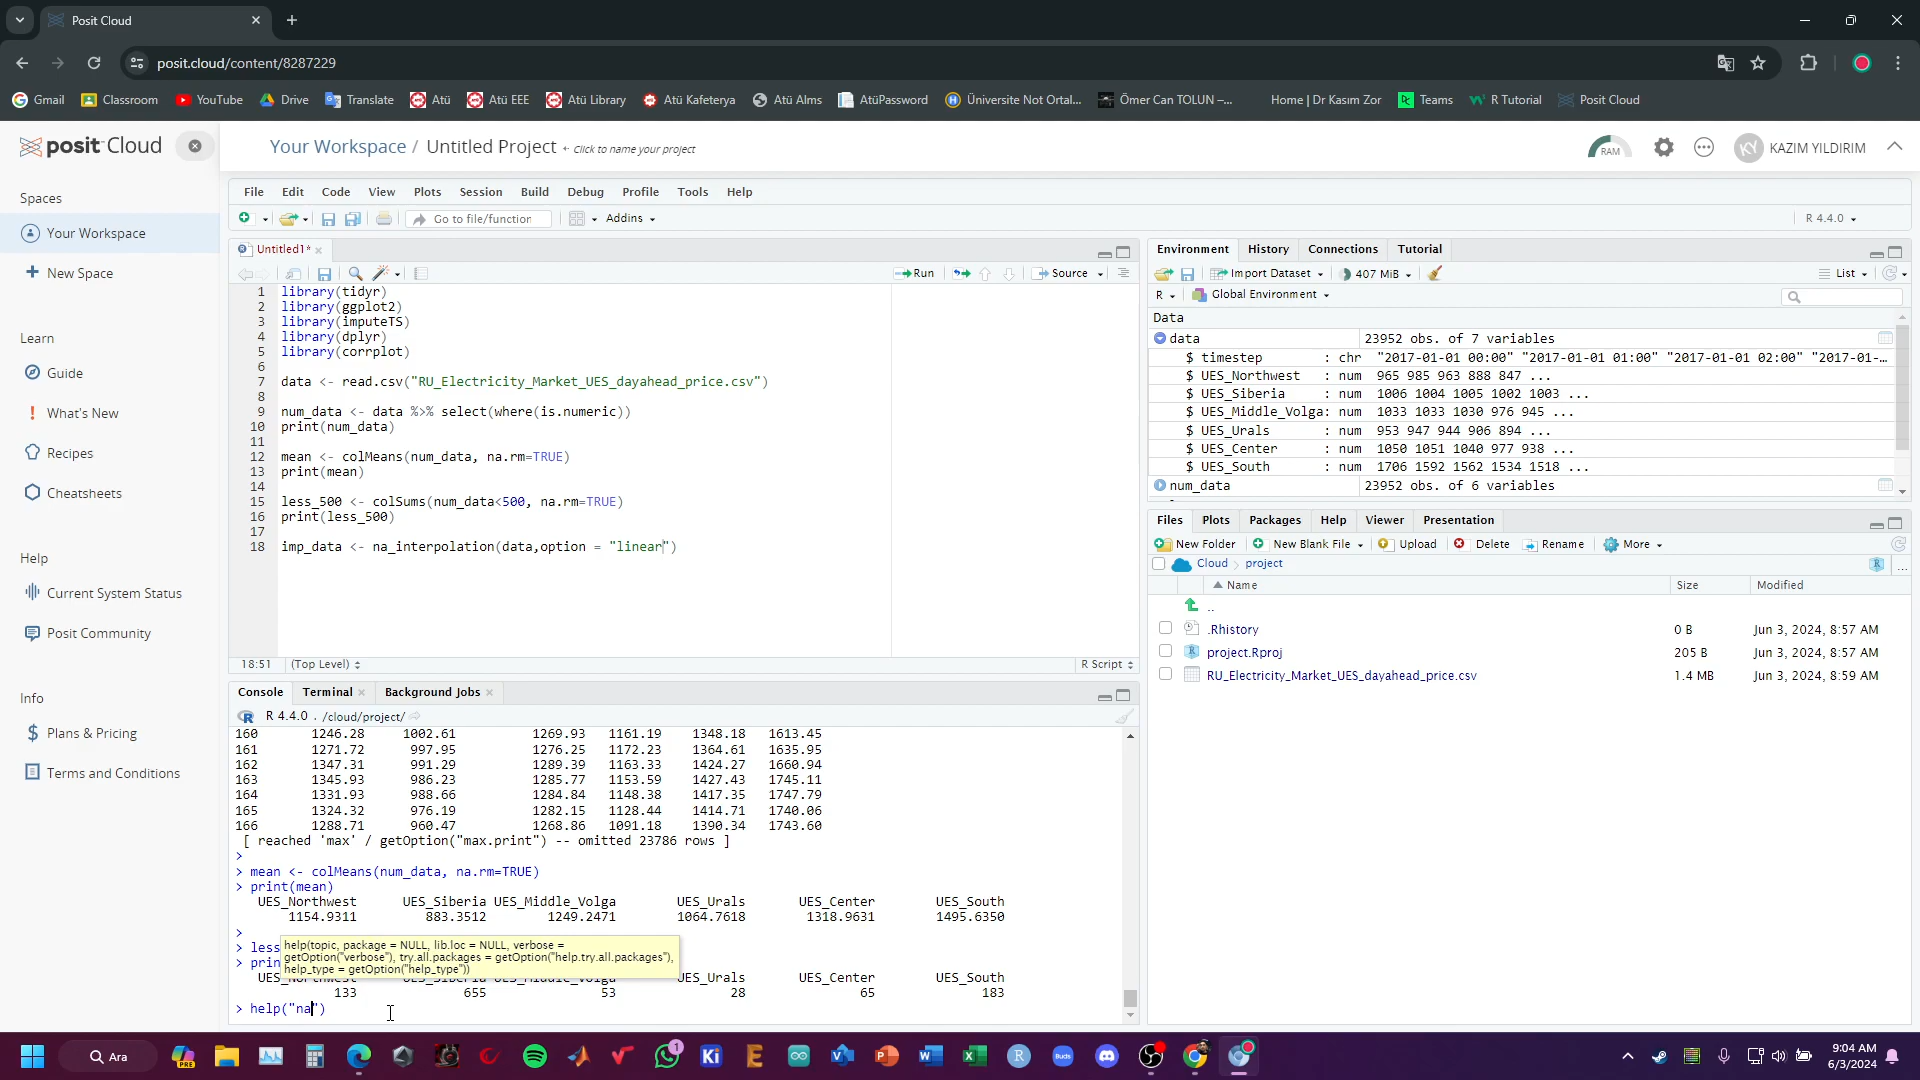 Posit Cloud
posit.cloud/content/8287229
Gmail Classroom YouTube Drive Translate Atü Atü EEE Atü Library Atü Kafeterya Atü Alms AtüPassword Üniversite Not Ortal... Ömer Can TOLUN –... Home | Dr Kasım Zor Teams R Tutorial Posit Cloud
posit Cloud
Your Workspace / Untitled Project ← Click to name your project
RAM
KY KAZIM YILDIRIM
Spaces
Your Workspace
New Space
Learn
Guide
What's New
Recipes
Cheatsheets
Help
Current System Status
Posit Community
Info
Plans & Pricing
Terms and Conditions
File Edit Code View Plots Session Build Debug Profile Tools Help
Go to file/function Addins R 4.4.0
Untitled1*
Run Source
1 library(tidyr)
2 library(ggplot2)
3 library(imputeTS)
4 library(dplyr)
5 library(corrplot)
6
7 data <- read.csv("RU_Electricity_Market_UES_dayahead_price.csv")
8
9 num_data <- data %>% select(where(is.numeric))
10 print(num_data)
11
12 mean <- colMeans(num_data, na.rm=TRUE)
13 print(mean)
14
15 less_500 <- colSums(num_data<500, na.rm=TRUE)
16 print(less_500)
17
18 imp_data <- na_interpolation(data,option = "linear")
18:51 (Top Level) R Script
Console Terminal Background Jobs
R 4.4.0 . /cloud/project/
160 1246.28 1002.61 1269.93 1161.19 1348.18 1613.45
161 1271.72 997.95 1276.25 1172.23 1364.61 1635.95
162 1347.31 991.29 1289.39 1163.33 1424.27 1660.94
163 1345.93 986.23 1285.77 1153.59 1427.43 1745.11
164 1331.93 988.66 1284.84 1148.38 1417.35 1747.79
165 1324.32 976.19 1282.15 1128.44 1414.71 1740.06
166 1288.71 960.47 1268.86 1091.18 1390.34 1743.60
[ reached 'max' / getOption("max.print") -- omitted 23786 rows ]
>
> mean <- colMeans(num_data, na.rm=TRUE)
> print(mean)
UES_Northwest UES_Siberia UES_Middle_Volga UES_Urals UES_Center UES_South
1154.9311 883.3512 1249.2471 1064.7618 1318.9631 1495.6350
>
> less
> prin
help(topic, package = NULL, lib.loc = NULL, verbose =
getOption("verbose"), try.all.packages = getOption("help.try.all.packages"),
help_type = getOption("help_type"))
UES_Northwest UES_Siberia UES_Middle_Volga UES_Urals UES_Center UES_South
133 655 53 28 65 183
> help("na")
Environment History Connections Tutorial
Import Dataset 407 MiB List
R Global Environment
Data
data 23952 obs. of 7 variables
$ timestep : chr "2017-01-01 00:00" "2017-01-01 01:00" "2017-01-01 02:00" "2017-01-...
$ UES_Northwest : num 965 985 963 888 847 ...
$ UES_Siberia : num 1006 1004 1005 1002 1003 ...
$ UES_Middle_Volga: num 1033 1033 1030 976 945 ...
$ UES_Urals : num 953 947 944 906 894 ...
$ UES_Center : num 1050 1051 1040 977 938 ...
$ UES_South : num 1706 1592 1562 1534 1518 ...
num_data 23952 obs. of 6 variables
Files Plots Packages Help Viewer Presentation
New Folder New Blank File Upload Delete Rename More
Cloud project
Name Size Modified
..
.Rhistory 0 B Jun 3, 2024, 8:57 AM
project.Rproj 205 B Jun 3, 2024, 8:57 AM
RU_Electricity_Market_UES_dayahead_price.csv 1.4 MB Jun 3, 2024, 8:59 AM
Ara
9:04 AM
6/3/2024